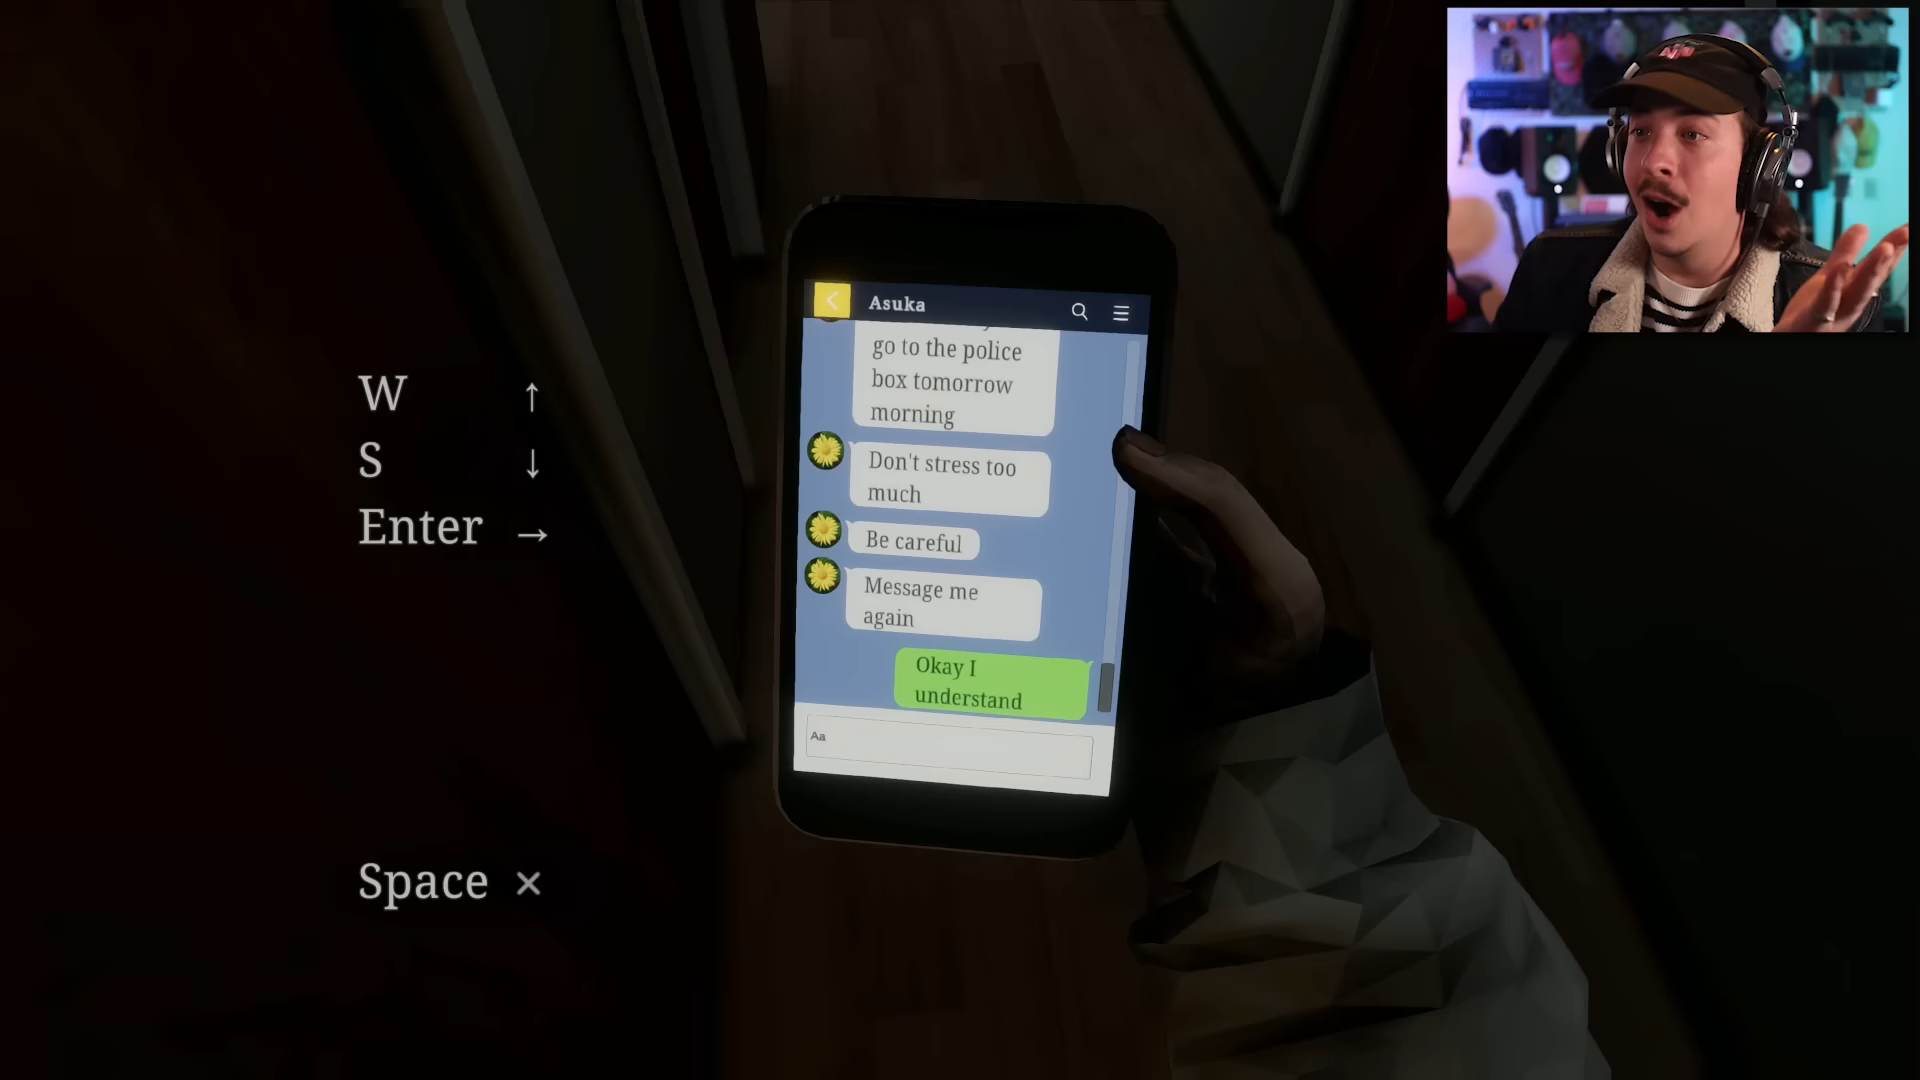 Asuka
go to the police
box tomorrow
morning
Don't stress too
much
Be careful
Message me
again
Okay I
understand
Aa
W ↑
S ↓
Enter →
Space ×